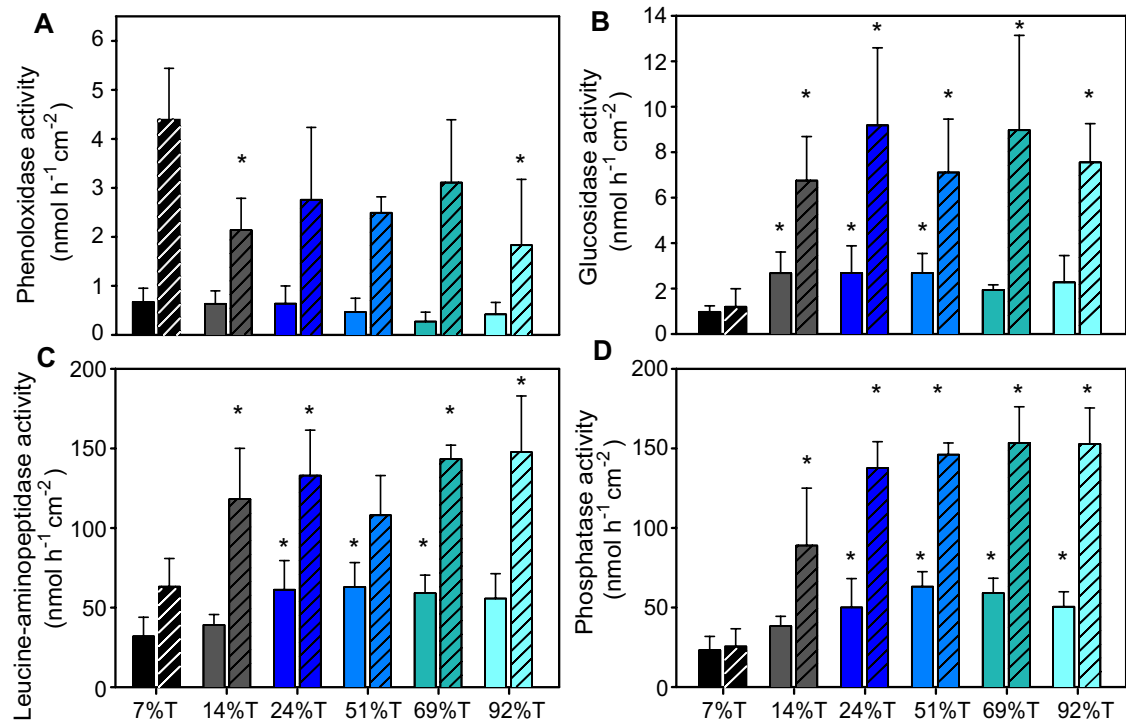 A
Phenoloxidase activity
(nmol h⁻¹cm⁻²)
6
5
4
3
2
1
0
*
*
B
Glucosidase activity
(nmol h⁻¹cm⁻²)
14
12
10
8
6
4
2
0
* * * * * * * *
C
Leucine-aminopeptidase activity
(nmol h⁻¹cm⁻²)
200
150
100
50
0
* * * * * * *
7%T 14%T 24%T 51%T 69%T 92%T
D
Phosphatase activity
(nmol h⁻¹cm⁻²)
200
150
100
50
0
* * * * * * * * *
7%T 14%T 24%T 51%T 69%T 92%T